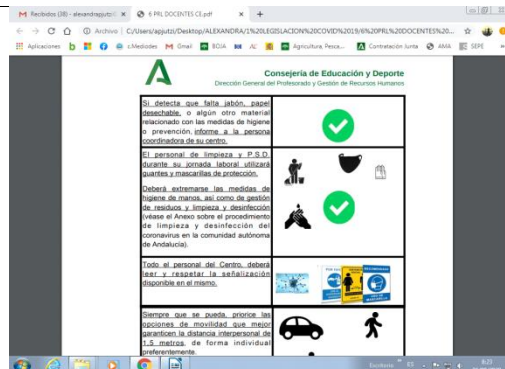 Recibidos (38) - alexandrapjutzi
6 PRL DOCENTES CE.pdf
Archivo | C:/Users/apjutzi/Desktop/ALEXANDRA/1%20LEGISLACION%20COVID%2019/6%20PRL%20DOCENTES%20...
Aplicaciones
Gmail
BOJA
Agricultura, Pesca...
Contratación Junta
AMA
SEPE
Consejería de Educación y Deporte
Dirección General del Profesorado y Gestión de Recursos Humanos
Si detecta que falta jabón, papel
desechable, o algún otro material
relacionado con las medidas de higiene
o prevención, informe a la persona
coordinadora de su centro.
El personal de limpieza y P.S.D.
durante su jornada laboral utilizará
guantes y mascarillas de protección.
Deberá extremarse las medidas de
higiene de manos, así como de gestión
de residuos y limpieza y desinfección
(véase el Anexo sobre el procedimiento
de limpieza y desinfección del
coronavirus en la comunidad autónoma
de Andalucía).
Todo el personal del Centro, deberá
leer y respetar la señalización
disponible en el mismo.
Siempre que se pueda, priorice las
opciones de movilidad que mejor
garanticen la distancia interpersonal de
1,5 metros, de forma individual
preferentemente.
Escritorio
ES
8:23